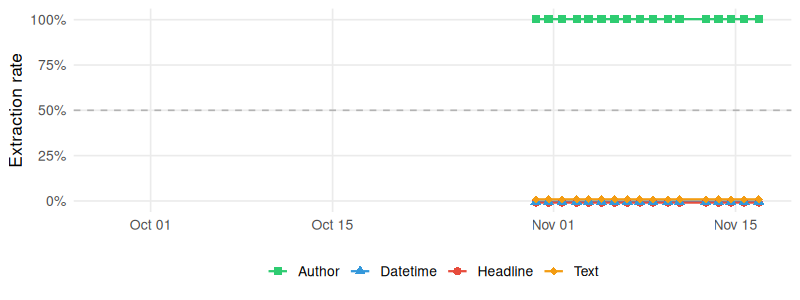 Extraction rate
100%
75%
50%
25%
0%
Oct 01 Oct 15 Nov 01 Nov 15
Author Datetime Headline Text